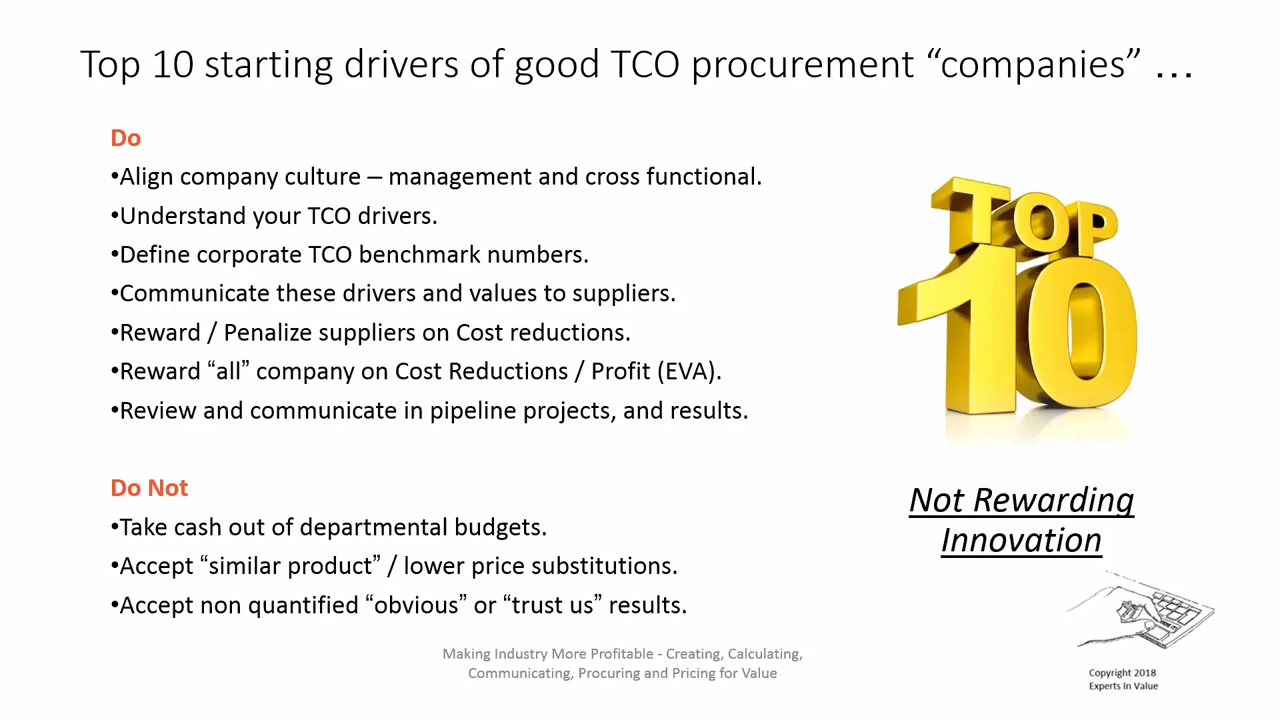 Top 10 starting drivers of good TCO procurement “companies” …
Do
•Align company culture – management and cross functional.
•Understand your TCO drivers.
•Define corporate TCO benchmark numbers.
•Communicate these drivers and values to suppliers.
•Reward / Penalize suppliers on Cost reductions.
•Reward “all” company on Cost Reductions / Profit (EVA).
•Review and communicate in pipeline projects, and results.
Do Not
•Take cash out of departmental budgets.
•Accept “similar product” / lower price substitutions.
•Accept non quantified “obvious” or “trust us” results.
TOP
10
Not Rewarding
Innovation
Making Industry More Profitable - Creating, Calculating,
Communicating, Procuring and Pricing for Value
Copyright 2018
Experts In Value